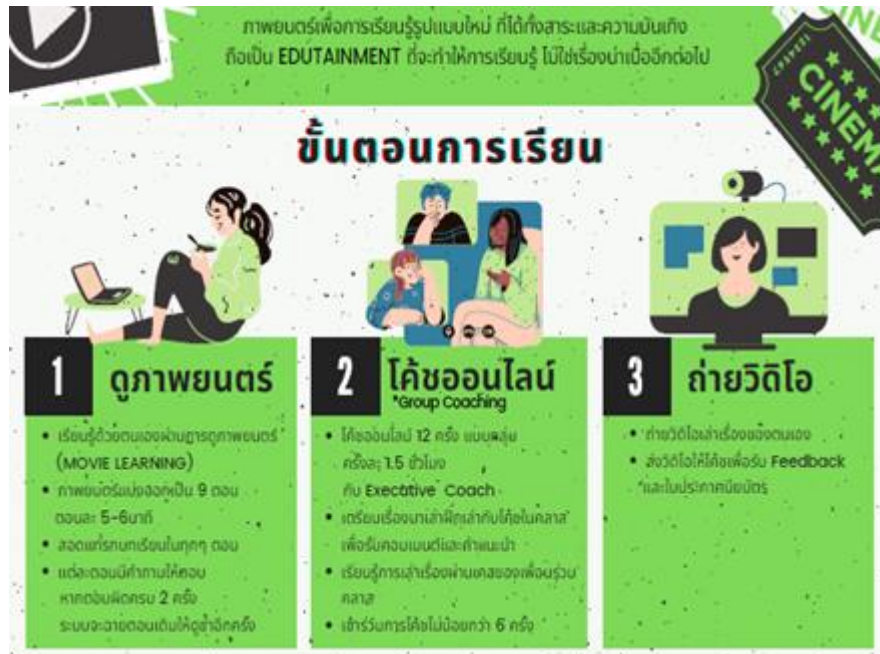 ภาพยนตร์เพื่อการเรียนรู้รูปแบบใหม่ ที่ได้ทั้งสาระและความบันเทิง
ถือเป็น EDUTAINMENT ที่จะทำให้การเรียนรู้ ไม่ใช่เรื่องน่าเบื่ออีกต่อไป
CINEMA
ขั้นตอนการเรียน
1 ดูภาพยนตร์
เรียนรู้ด้วยตนเองผ่านการดูภาพยนตร์
(MOVIE LEARNING)
ภาพยนตร์แบ่งออกเป็น 9 ตอน
ตอนละ 5-6นาที
สอดแทรกบทเรียนในทุกๆ ตอน
แต่ละตอนมีคำถามให้ตอบ
หากตอบผิดครบ 2 ครั้ง
ระบบจะฉายตอนเดิมให้ดูซ้ำอีกครั้ง
2 โค้ชออนไลน์
*Group Coaching
โค้ชออนไลน์ 12 ครั้ง แบบกลุ่ม
ครั้งละ 1.5 ชั่วโมง
กับ Executive Coach
เตรียมเรื่องมาเล่าฝึกเล่ากับโค้ชในคลาส
เพื่อรับคอมเมนต์และคำแนะนำ
เรียนรู้การเล่าเรื่องผ่านเคสของเพื่อนร่วม
คลาส
เข้าร่วมการโค้ชไม่น้อยกว่า 6 ครั้ง
3 ถ่ายวิดิโอ
ถ่ายวิดิโอเล่าเรื่องของตนเอง
ส่งวิดิโอให้โค้ชเพื่อรับ Feedback
และใบประกาศนียบัตร